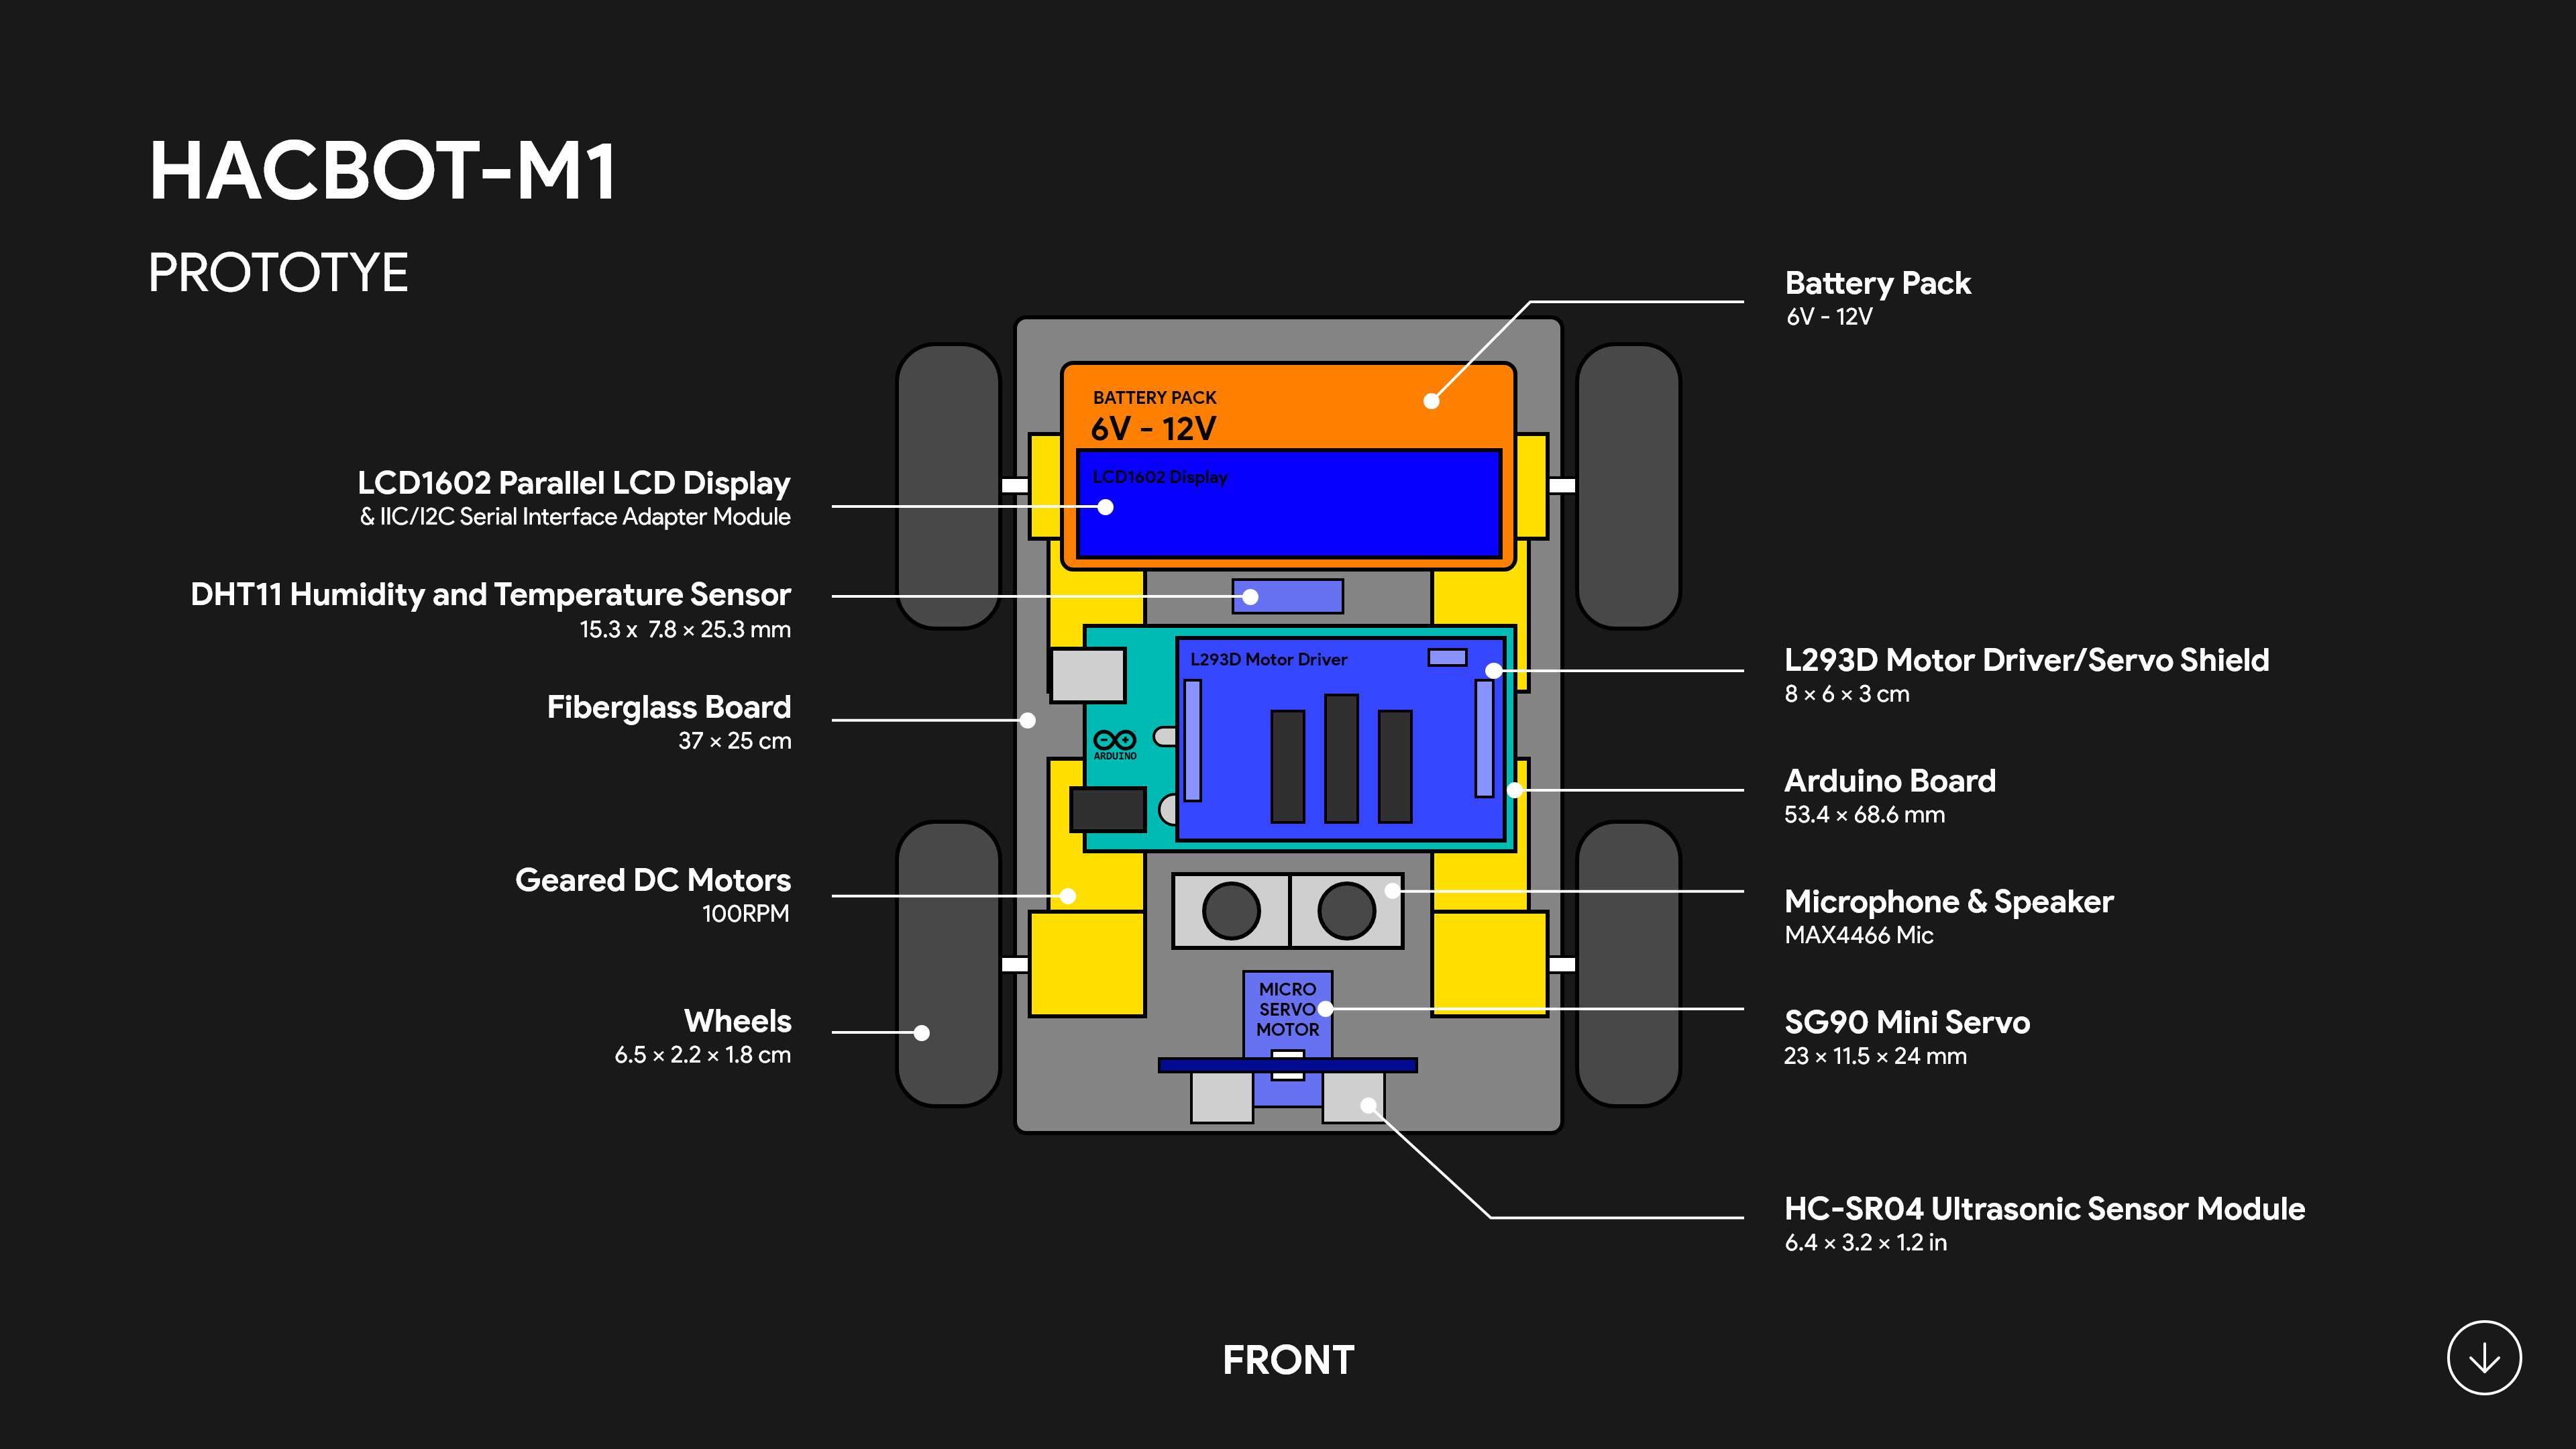 HACBOT-M1
PROTOTYE
Battery Pack
6V - 12V
BATTERY PACK
6V - 12V
LCD1602 Parallel LCD Display
& IIC/I2C Serial Interface Adapter Module
LCD1602 Display
DHT11 Humidity and Temperature Sensor
15.3 x 7.8 × 25.3 mm
L293D Motor Driver
L293D Motor Driver/Servo Shield
8 × 6 × 3 cm
Fiberglass Board
37 × 25 cm
ARDUINO
Arduino Board
53.4 × 68.6 mm
Geared DC Motors
100RPM
Microphone & Speaker
MAX4466 Mic
MICRO
SERVO
MOTOR
Wheels
6.5 × 2.2 × 1.8 cm
SG90 Mini Servo
23 × 11.5 × 24 mm
HC-SR04 Ultrasonic Sensor Module
6.4 × 3.2 × 1.2 in
FRONT